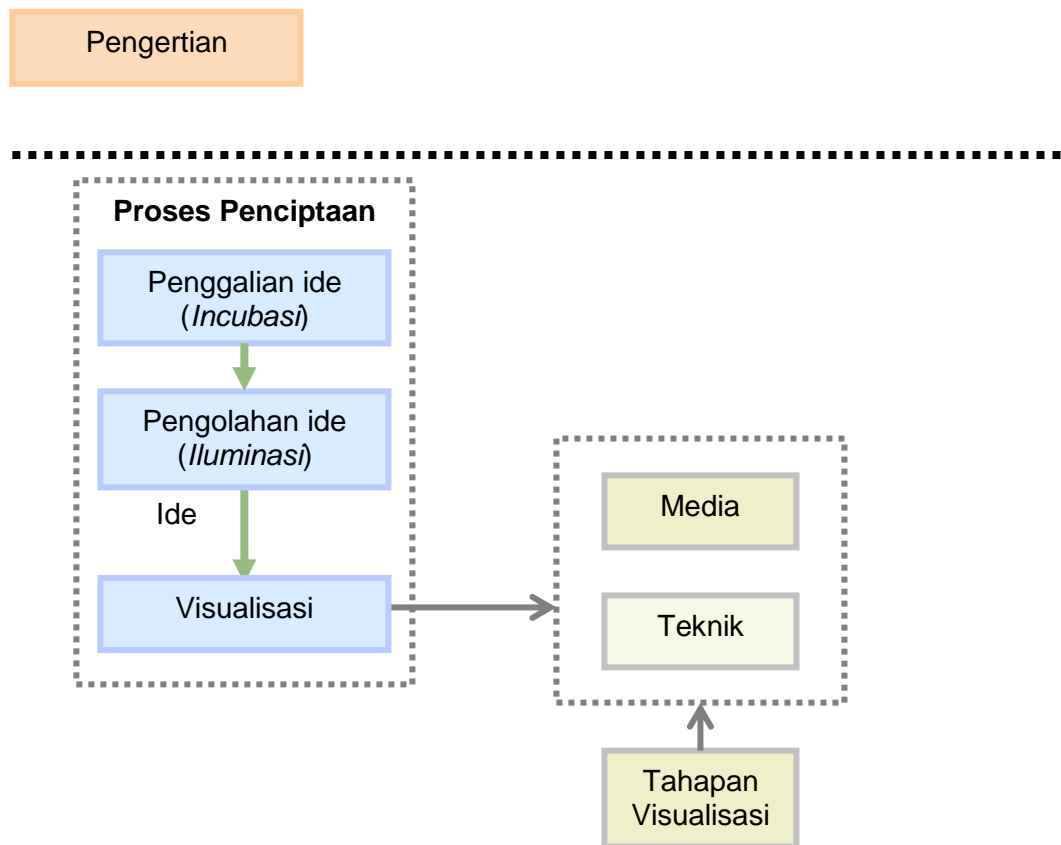 Pengertian
Proses Penciptaan
Penggalian ide
(Incubasi)
Pengolahan ide
(Iluminasi)
Ide
Visualisasi
Media
Teknik
Tahapan
Visualisasi